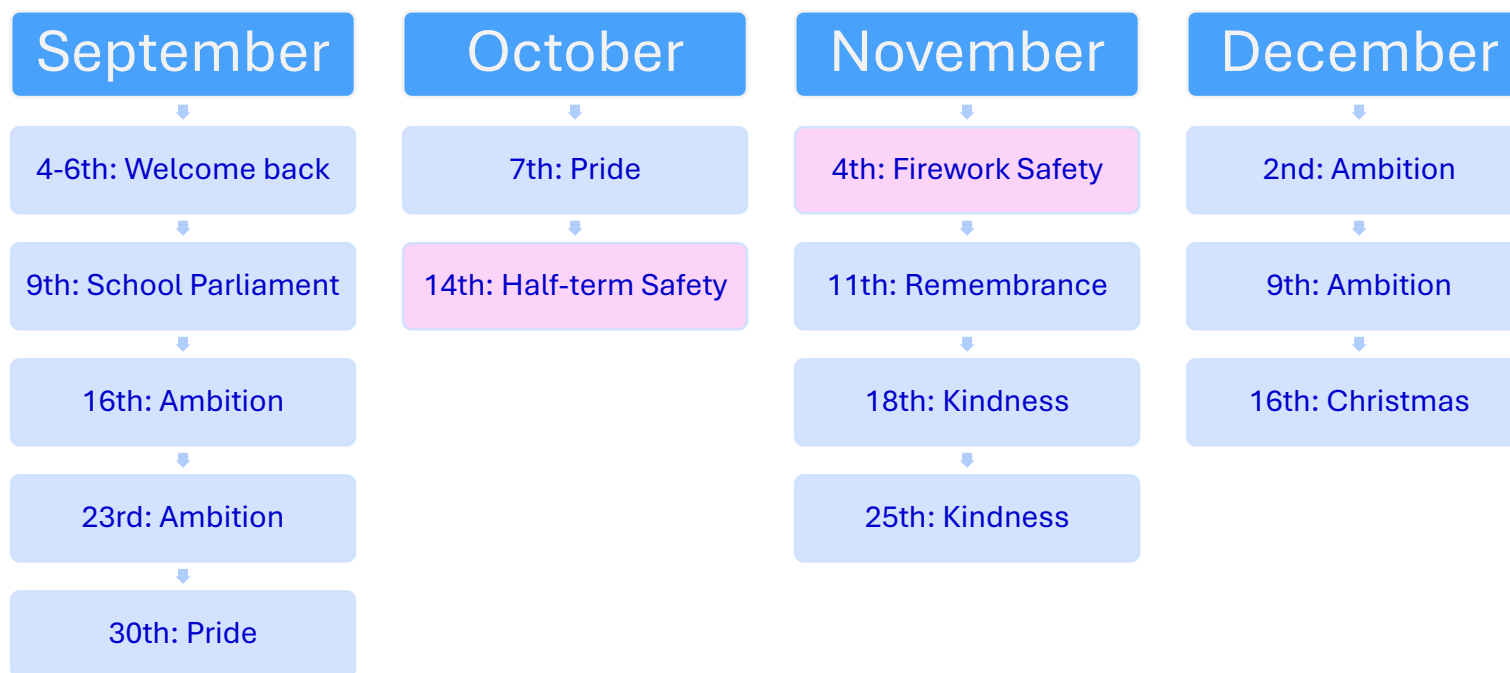 September
4-6th: Welcome back
9th: School Parliament
16th: Ambition
23rd: Ambition
30th: Pride
October
7th: Pride
14th: Half-term Safety
November
4th: Firework Safety
11th: Remembrance
18th: Kindness
25th: Kindness
December
2nd: Ambition
9th: Ambition
16th: Christmas